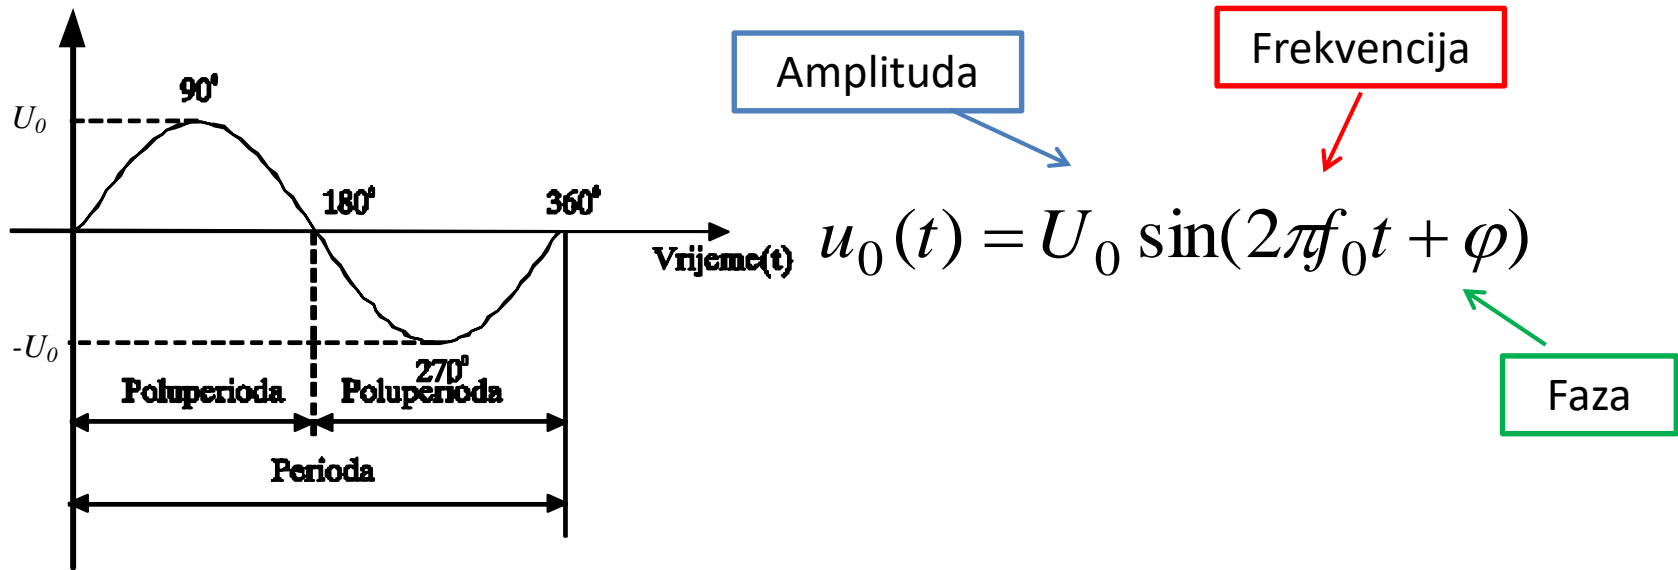 90°
U₀
180°
360°
Vrijeme(t)
-U₀
270°
Poluperioda
Poluperioda
Perioda
Amplituda
Frekvencija
u₀(t) = U₀ sin(2πf₀t + φ)
Faza